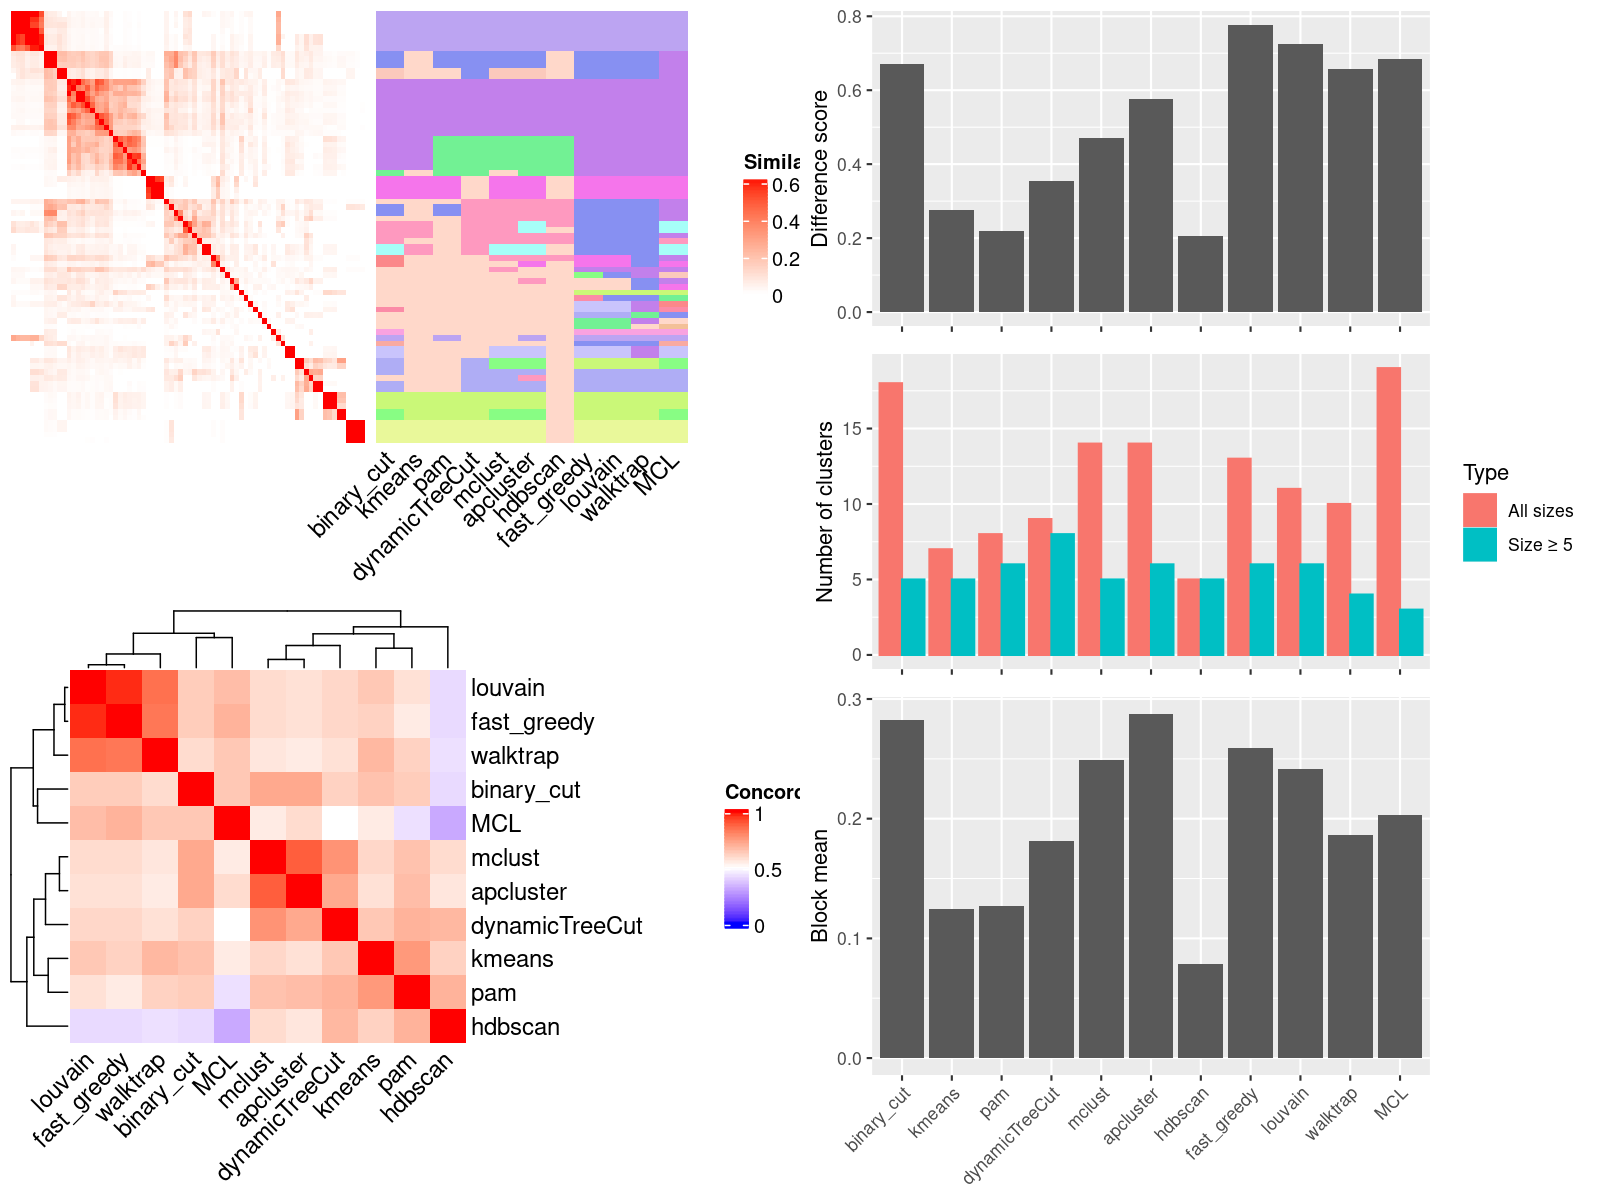 Simila
0.6
0.4
0.2
0
binary_cut
kmeans
pam
dynamicTreeCut
mclust
apcluster
hdbscan
fast_greedy
louvain
walktrap
MCL
louvain
fast_greedy
walktrap
binary_cut
MCL
mclust
apcluster
dynamicTreeCut
kmeans
pam
hdbscan
louvain
fast_greedy
walktrap
binary_cut
MCL
mclust
apcluster
dynamicTreeCut
kmeans
pam
hdbscan
Concord
1
0.5
0
Difference score
0.8
0.6
0.4
0.2
0.0
Number of clusters
15
10
5
0
Type
All sizes
Size ≥ 5
Block mean
0.3
0.2
0.1
0.0
binary_cut
kmeans
pam
dynamicTreeCut
mclust
apcluster
hdbscan
fast_greedy
louvain
walktrap
MCL